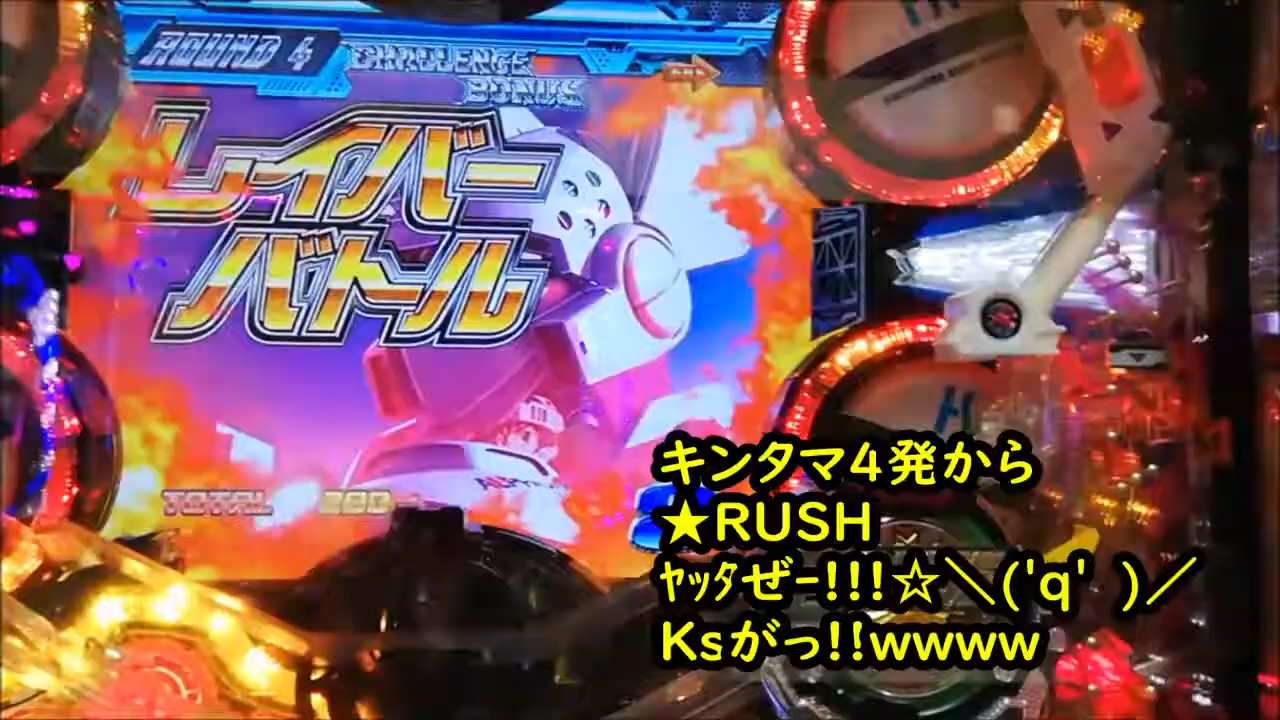 ROUND 4
CHALLENGE
BONUS
レイバー
バトル
TOTAL 280
キンタマ4発から
★RUSH
ﾔｯﾀぜｰ!!!☆＼('q' )／
Ksがっ!!wwww